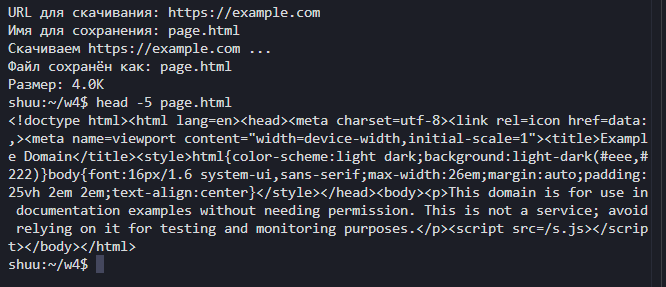 URL для скачивания: https://example.com
Имя для сохранения: page.html
Скачиваем https://example.com ...
Файл сохранён как: page.html
Размер: 4.0K
shuu:~/w4$ head -5 page.html
<!doctype html><html lang=en><head><meta charset=utf-8><link rel=icon href=data:
,><meta name=viewport content="width=device-width,initial-scale=1"><title>Exampl
e Domain</title><style>html{color-scheme:light dark;background:light-dark(#eee,#
222)}body{font:16px/1.6 system-ui,sans-serif;max-width:26em;margin:auto;padding:
25vh 2em 2em;text-align:center}</style></head><body><p>This domain is for use in
 documentation examples without needing permission. This is not a service; avoid
 relying on it for testing and monitoring purposes.</p><script src=/s.js></scrip
t></body></html>
shuu:~/w4$